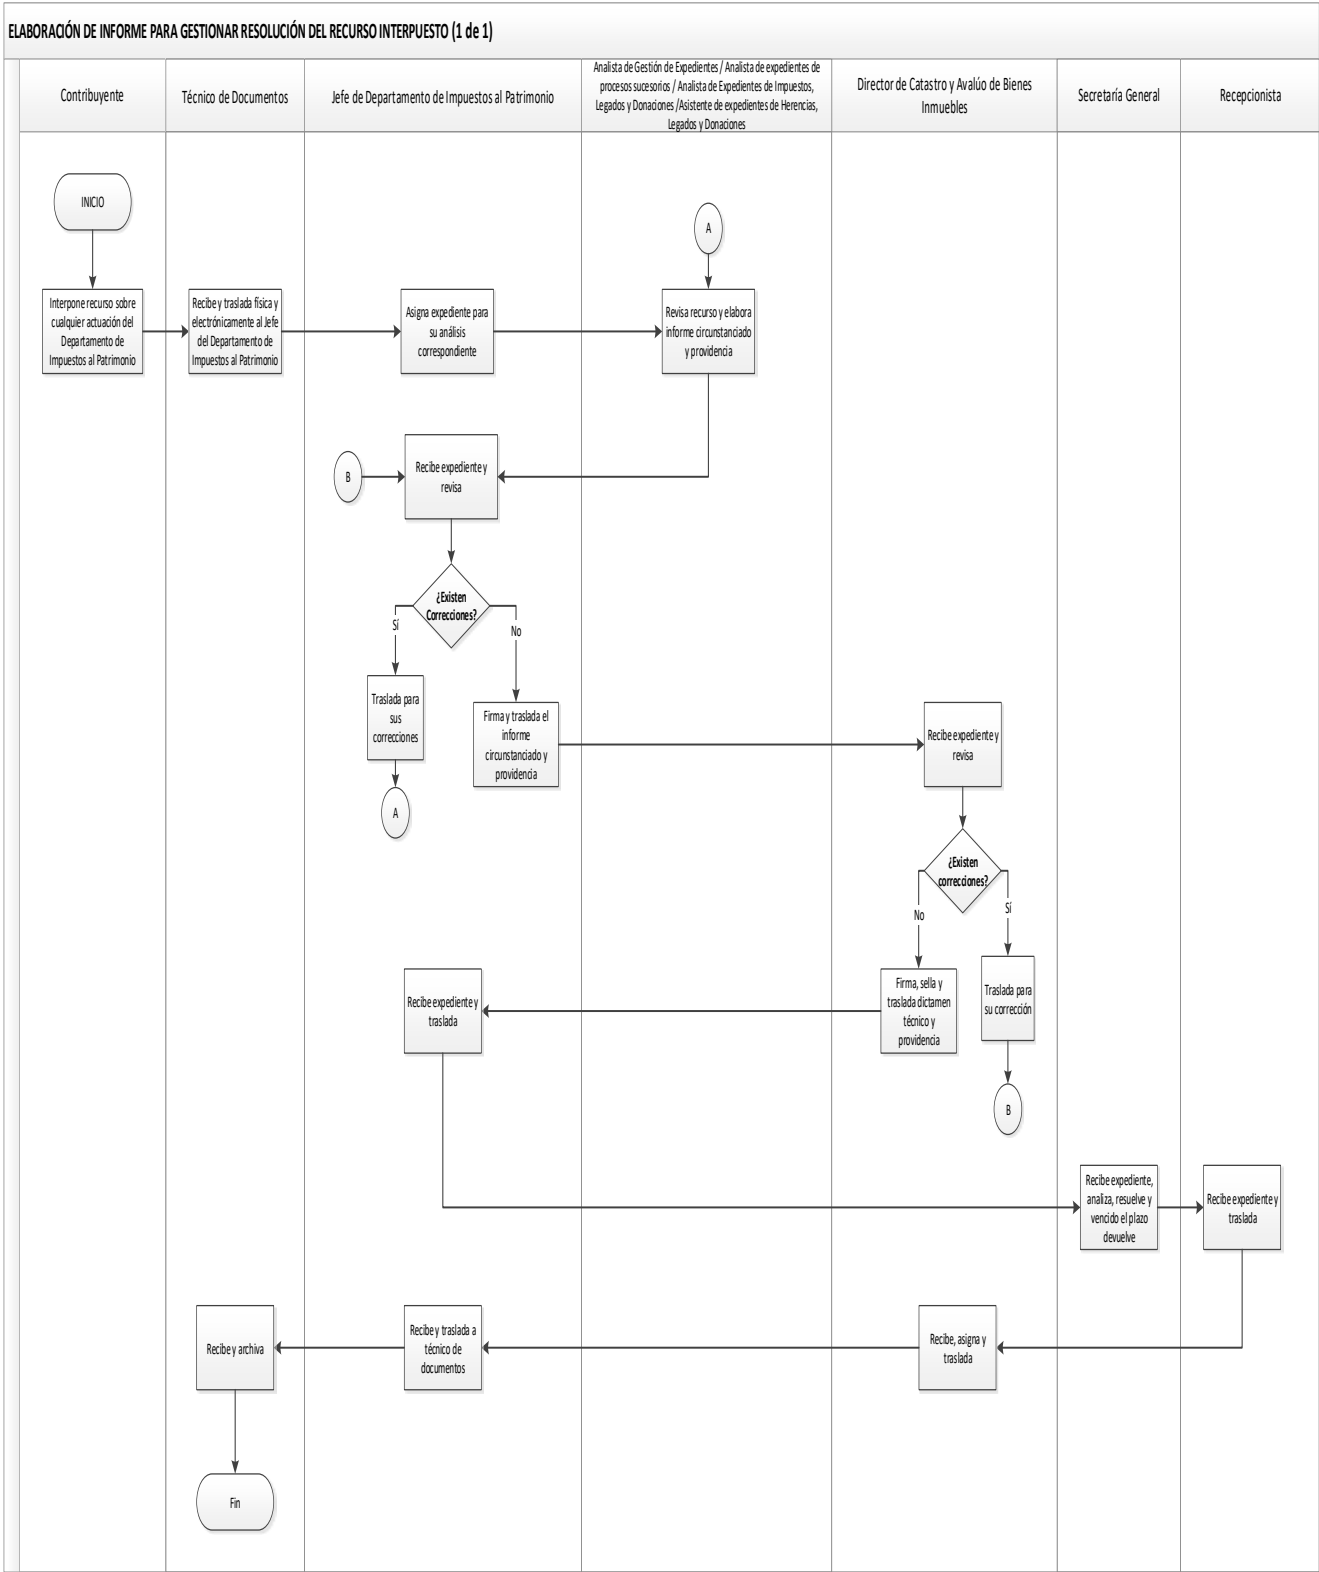 ELABORACIÓN DE INFORME PARA GESTIONAR RESOLUCIÓN DEL RECURSO INTERPUESTO (1 de 1)
Contribuyente
Técnico de Documentos
Jefe de Departamento de Impuestos al Patrimonio
Analista de Gestión de Expedientes / Analista de expedientes de
procesos sucesorios / Analista de Expedientes de Impuestos,
Legados y Donaciones /Asistente de expedientes de Herencias,
Legados y Donaciones
Director de Catastro y Avalúo de Bienes
Inmuebles
Secretaría General
Recepcionista
INICIO
A
Interpone recurso sobre
cualquier actuación del
Departamento de
Impuestos al Patrimonio
Recibe y traslada física y
electrónicamente al Jefe
del Departamento de
Impuestos al Patrimonio
Asigna expediente para
su análisis
correspondiente
Revisa recurso y elabora
informe circunstanciado
y providencia
B
Recibe expediente y
revisa
¿Existen
Correcciones?
Sí
No
Traslada para
sus
correcciones
Firma y traslada el
informe
circunstanciado y
providencia
Recibe expediente y
revisa
A
¿Existen
correcciones?
No
Sí
Recibe expediente y
traslada
Firma, sella y
traslada dictamen
técnico y
providencia
Traslada para
su corrección
B
Recibe expediente,
analiza, resuelve y
vencido el plazo
devuelve
Recibe expediente y
traslada
Recibe y archiva
Recibe y traslada a
técnico de
documentos
Recibe, asigna y
traslada
Fin